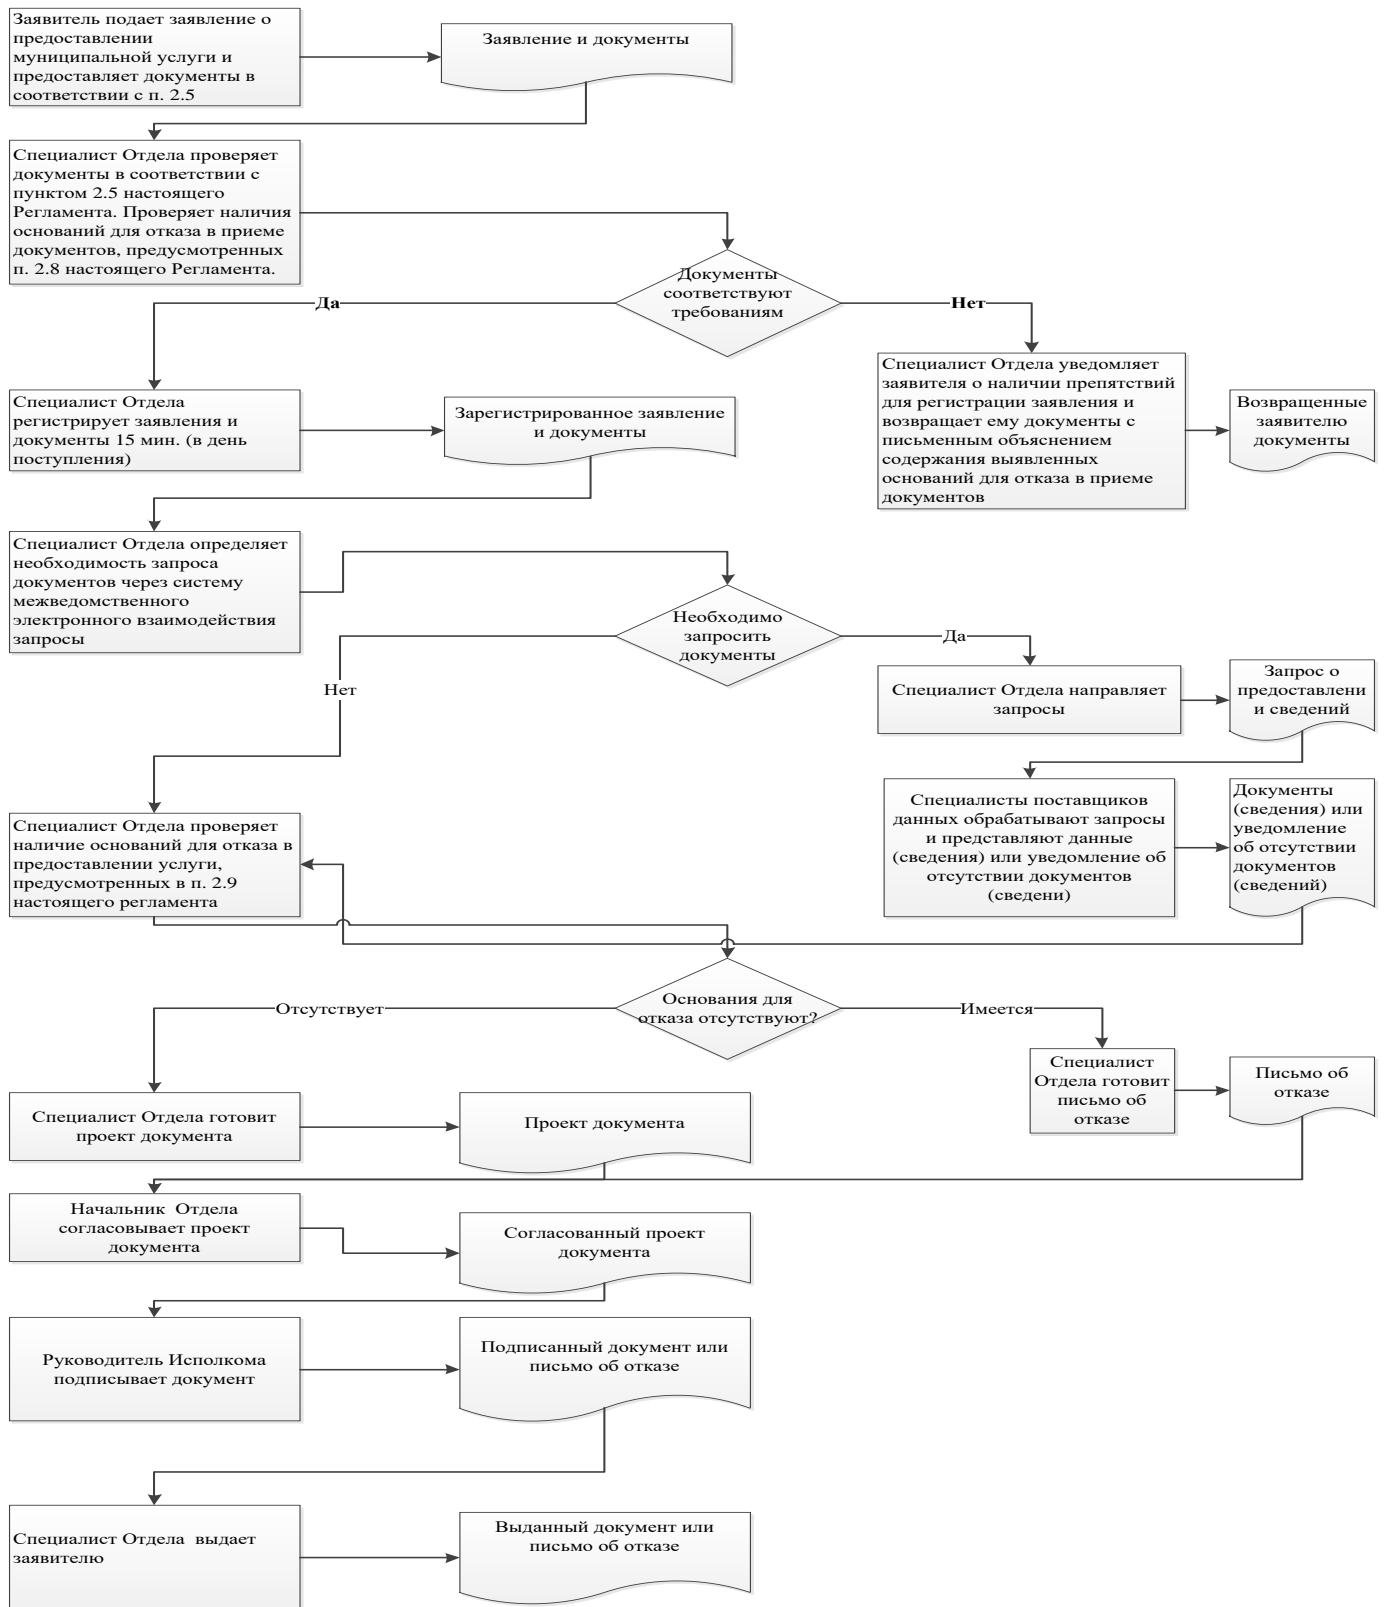 Заявитель подает заявление о
предоставлении
муниципальной услуги и
предоставляет документы в
соответствии с п. 2.5
Заявление и документы
Специалист Отдела проверяет
документы в соответствии с
пунктом 2.5 настоящего
Регламента. Проверяет наличия
оснований для отказа в приеме
документов, предусмотренных
п. 2.8 настоящего Регламента.
Документы
соответствуют
требованиям
Да
Нет
Специалист Отдела
регистрирует заявления и
документы 15 мин. (в день
поступления)
Зарегистрированное заявление
и документы
Специалист Отдела уведомляет
заявителя о наличии препятствий
для регистрации заявления и
возвращает ему документы с
письменным объяснением
содержания выявленных
оснований для отказа в приеме
документов
Возвращенные
заявителю
документы
Специалист Отдела определяет
необходимость запроса
документов через систему
межведомственного
электронного взаимодействия
запросы
Необходимо
запросить
документы
Да
Нет
Специалист Отдела направляет
запросы
Запрос о
предоставлени
и сведений
Специалисты поставщиков
данных обрабатывают запросы
и представляют данные
(сведения) или уведомление об
отсутствии документов
(сведени)
Документы
(сведения) или
уведомление
об отсутствии
документов
(сведений)
Специалист Отдела проверяет
наличие оснований для отказа в
предоставлении услуги,
предусмотренных в п. 2.9
настоящего регламента
Основания для
отказа отсутствуют?
Отсутствует
Имеется
Специалист
Отдела готовит
письмо об
отказе
Письмо об
отказе
Специалист Отдела готовит
проект документа
Проект документа
Начальник  Отдела
согласовывает проект
документа
Согласованный проект
документа
Руководитель Исполкома
подписывает документ
Подписанный документ или
письмо об отказе
Специалист Отдела  выдает
заявителю
Выданный документ или
письмо об отказе